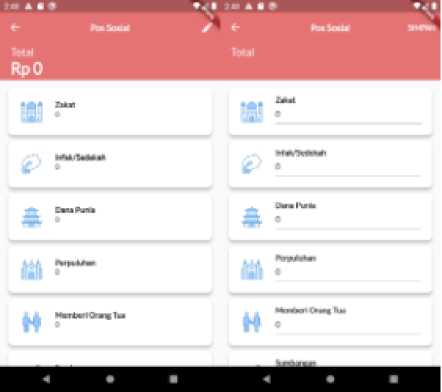 2:48
Pos Sosial
Total
Rp 0
Zakat
0
Infak/Sedekah
0
Dana Punia
0
Perpuluhan
0
Memberi Orang Tua
0
2:48
Pos Sosial
SIMPAN
Total
Zakat
0
Infak/Sedekah
0
Dana Punia
0
Perpuluhan
0
Memberi Orang Tua
0
Sumbangan